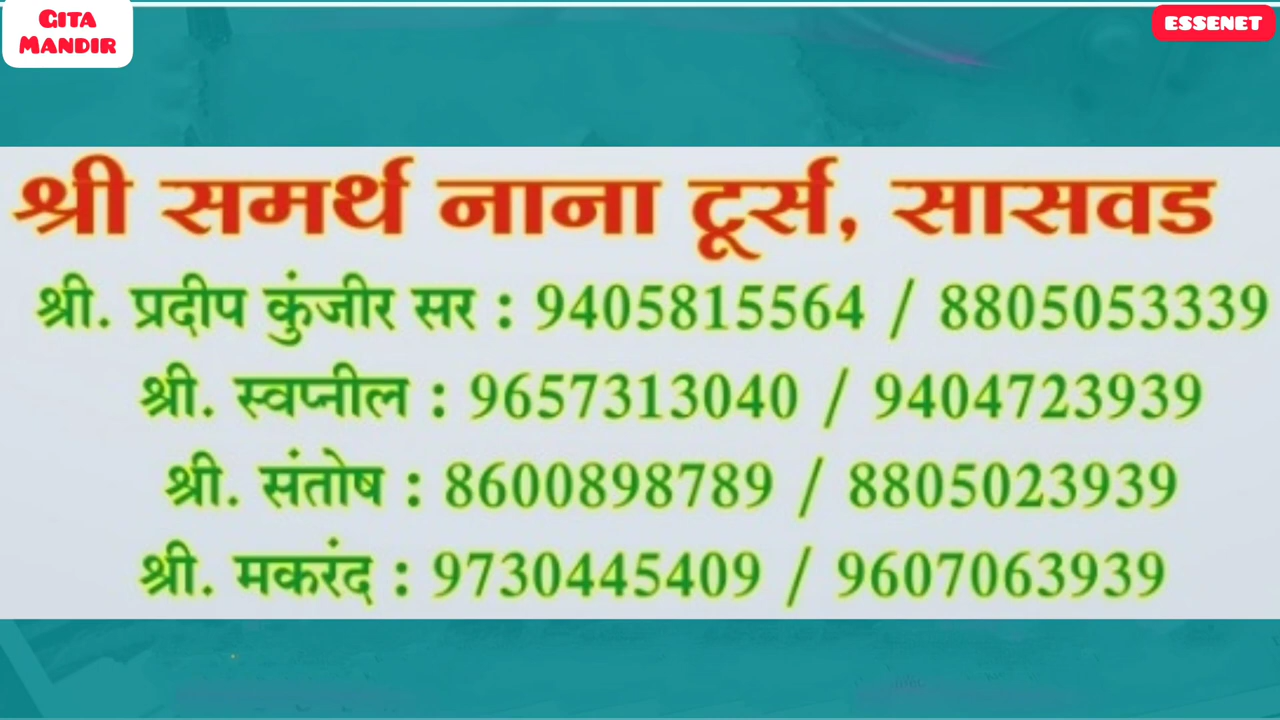 GITA
MANDIR
ESSENET
श्री समर्थ नाना टूर्स, सासवड
श्री. प्रदीप कुंजीर सर : 9405815564 / 8805053339
श्री. स्वप्नील : 9657313040 / 9404723939
श्री. संतोष : 8600898789 / 8805023939
श्री. मकरंद : 9730445409 / 9607063939